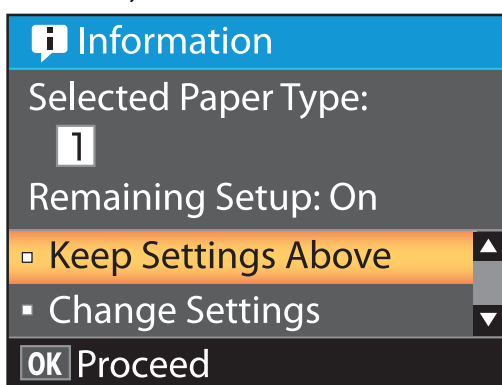 Information
Selected Paper Type:
1
Remaining Setup: On
Keep Settings Above
Change Settings
OK Proceed